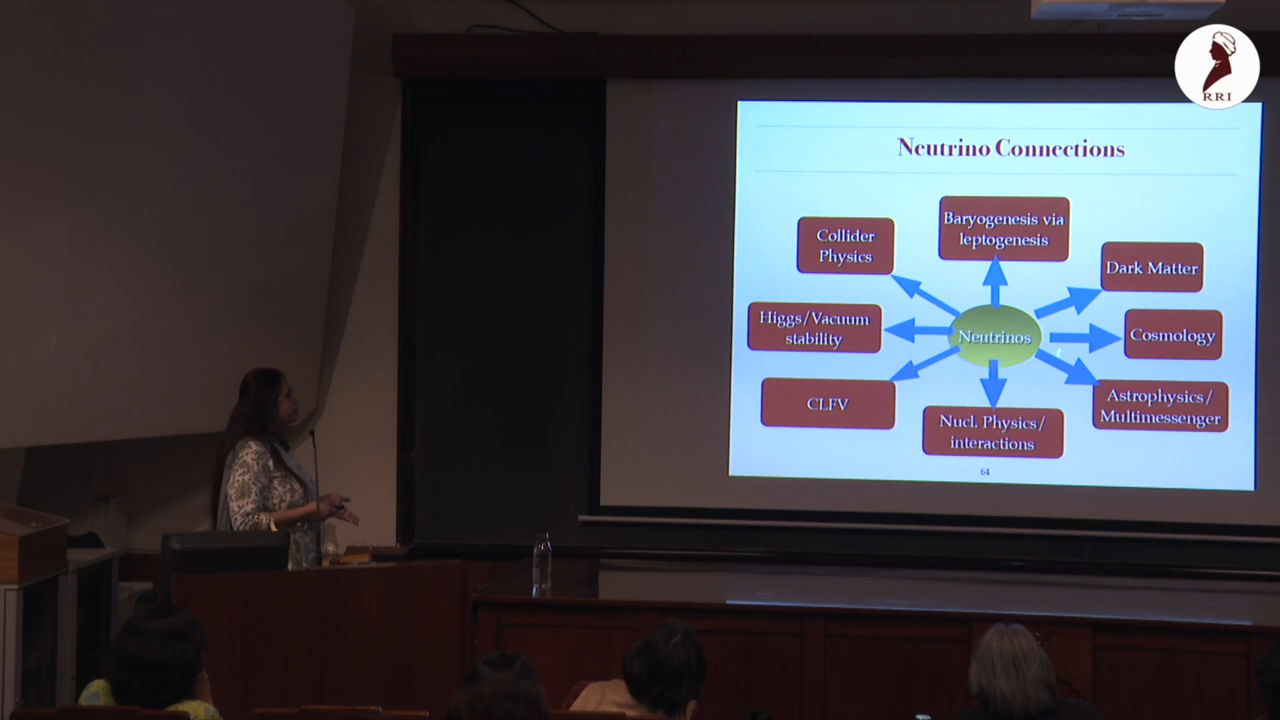 RRI
Neutrino Connections
Baryogenesis via
leptogenesis
Collider
Physics
Dark Matter
Higgs/Vacuum
stability
Neutrinos
Cosmology
CLFV
Astrophysics/
Multimessenger
Nucl. Physics/
interactions
64